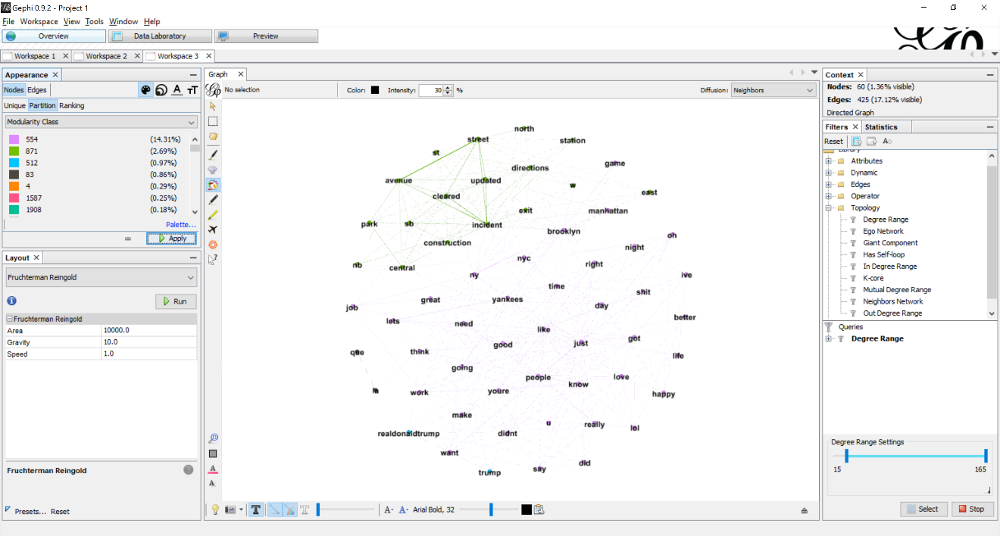 Gephi 0.9.2 - Project 1
File Workspace View Tools Window Help
Overview Data Laboratory Preview
Workspace 1 Workspace 2 Workspace 3
Appearance
Nodes Edges
Unique Partition Ranking
Modularity Class
554 (14.31%)
871 (2.69%)
512 (0.97%)
83 (0.86%)
4 (0.29%)
1587 (0.25%)
1908 (0.18%)
Palette...
Apply
Layout
Fruchterman Reingold
Run
Fruchterman Reingold
Area 10000.0
Gravity 10.0
Speed 1.0
Fruchterman Reingold
Presets... Reset
Graph
No selection Color: Intensity: 30 % Diffusion: Neighbors
north
street
station
st
game
directions
avenue
updated
w
east
cleared
exit
manhattan
park
sb
incident
brooklyn
oh
construction
night
nyc
right
nb
central
ny
ive
time
shit
great
yankees
day
job
better
lets
need
like
got
just
good
que
think
life
going
people
love
know
work
youre
happy
make
u
really
lol
realdonaldtrump
didnt
want
did
say
trump
Arial Bold, 32
Context
Nodes: 60 (1.36% visible)
Edges: 425 (17.12% visible)
Directed Graph
Filters Statistics
Reset
Library
Attributes
Dynamic
Edges
Operator
Topology
Degree Range
Ego Network
Giant Component
Has Self-loop
In Degree Range
K-core
Mutual Degree Range
Neighbors Network
Out Degree Range
Queries
Degree Range
Degree Range Settings
15 165
Select Stop